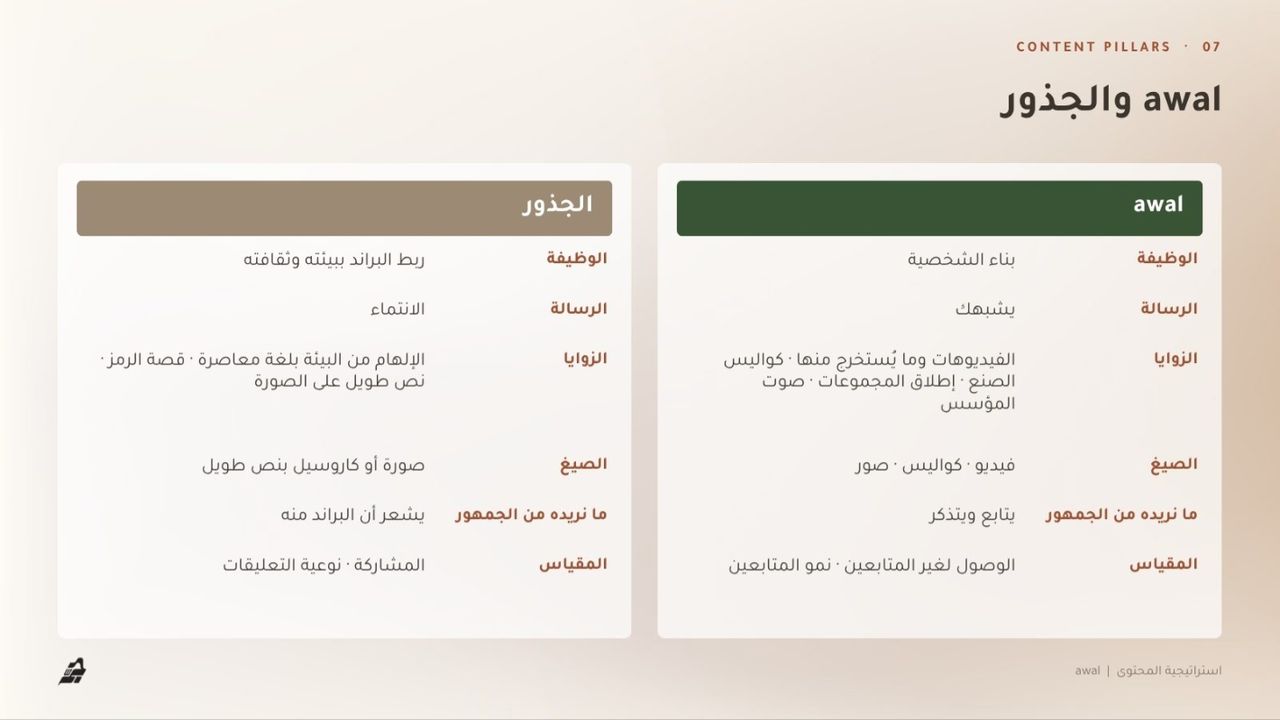 CONTENT PILLARS · 07
awal والجذور
awal
الوظيفة بناء الشخصية
الرسالة يشبهك
الزوايا الفيديوهات وما يُستخرج منها · كواليس
الصنع · إطلاق المجموعات · صوت
المؤسس
الصيغ فيديو · كواليس · صور
ما نريده من الجمهور يتابع ويتذكر
المقياس الوصول لغير المتابعين · نمو المتابعين
الجذور
الوظيفة ربط البراند ببيئته وثقافته
الرسالة الانتماء
الزوايا الإلهام من البيئة بلغة معاصرة · قصة الرمز ·
نص طويل على الصورة
الصيغ صورة أو كاروسيل بنص طويل
ما نريده من الجمهور يشعر أن البراند منه
المقياس المشاركة · نوعية التعليقات
استراتيجية المحتوى | awal